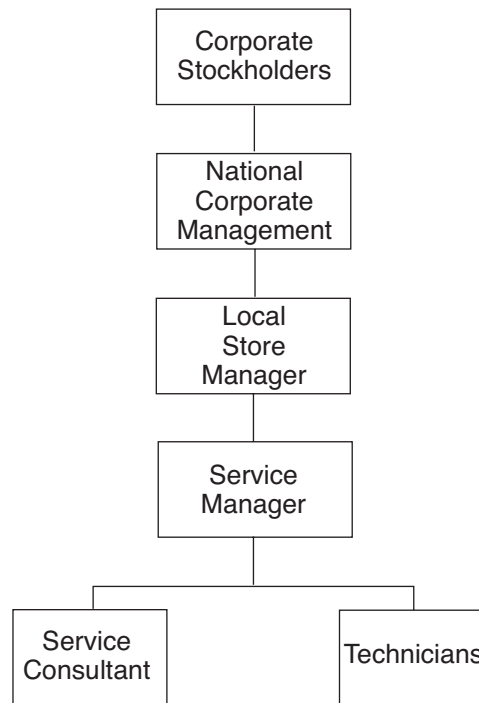 Corporate
Stockholders
National
Corporate
Management
Local
Store
Manager
Service
Manager
Service
Consultant
Technicians